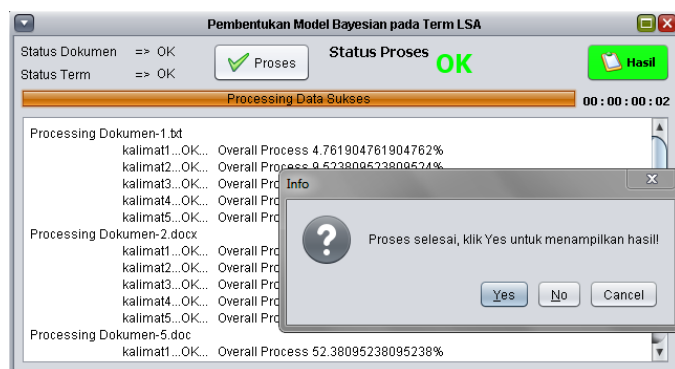 Pembentukan Model Bayesian pada Term LSA
Status Dokumen => OK
Status Term => OK
Proses
Status Proses OK
Hasil
Processing Data Sukses
00 : 00 : 00 : 02
Processing Dokumen-1.txt
kalimat1...OK... Overall Process 4.761904761904762%
kalimat2...OK... Overall Process 9.523809523809524%
kalimat3...OK... Overall Pro
kalimat4...OK... Overall Pro
kalimat5...OK... Overall Pro
Processing Dokumen-2.docx
kalimat1...OK... Overall Pro
kalimat2...OK... Overall Pro
kalimat3...OK... Overall Pro
kalimat4...OK... Overall Pro
kalimat5...OK... Overall Pro
Processing Dokumen-5.doc
kalimat1...OK... Overall Process 52.38095238095238%
Info
Proses selesai, klik Yes untuk menampilkan hasil!
Yes No Cancel